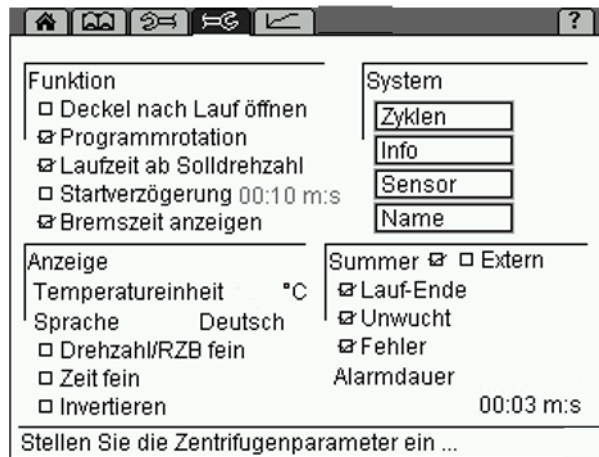 ?
Funktion
Deckel nach Lauf öffnen
Programmrotation
Laufzeit ab Solldrehzahl
Startverzögerung 00:10 m:s
Bremszeit anzeigen
System
Zyklen
Info
Sensor
Name
Anzeige
Temperatureinheit °C
Sprache Deutsch
Drehzahl/RZB fein
Zeit fein
Invertieren
Summer Extern
Lauf-Ende
Unwucht
Fehler
Alarmdauer
00:03 m:s
Stellen Sie die Zentrifugenparameter ein ...